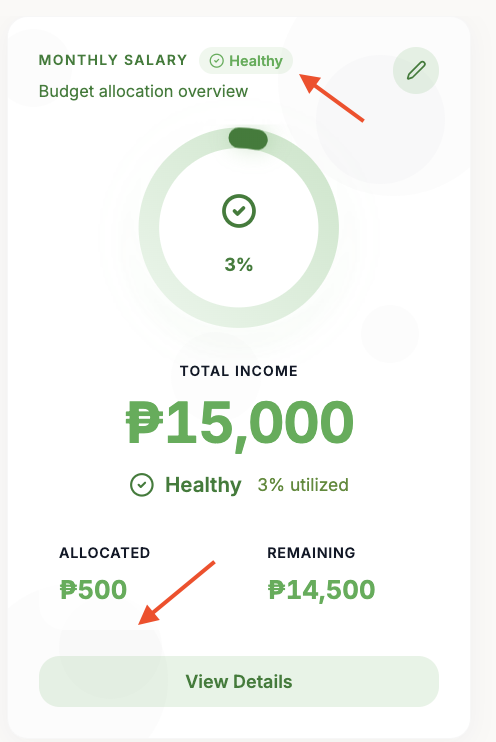 MONTHLY SALARY Healthy
Budget allocation overview
3%
TOTAL INCOME
₱15,000
Healthy 3% utilized
ALLOCATED REMAINING
₱500 ₱14,500
View Details